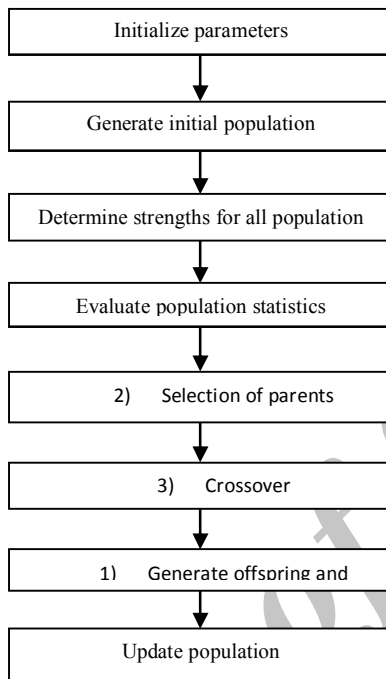 Initialize parameters
Generate initial population
Determine strengths for all population
Evaluate population statistics
2) Selection of parents
3) Crossover
1) Generate offspring and
Update population